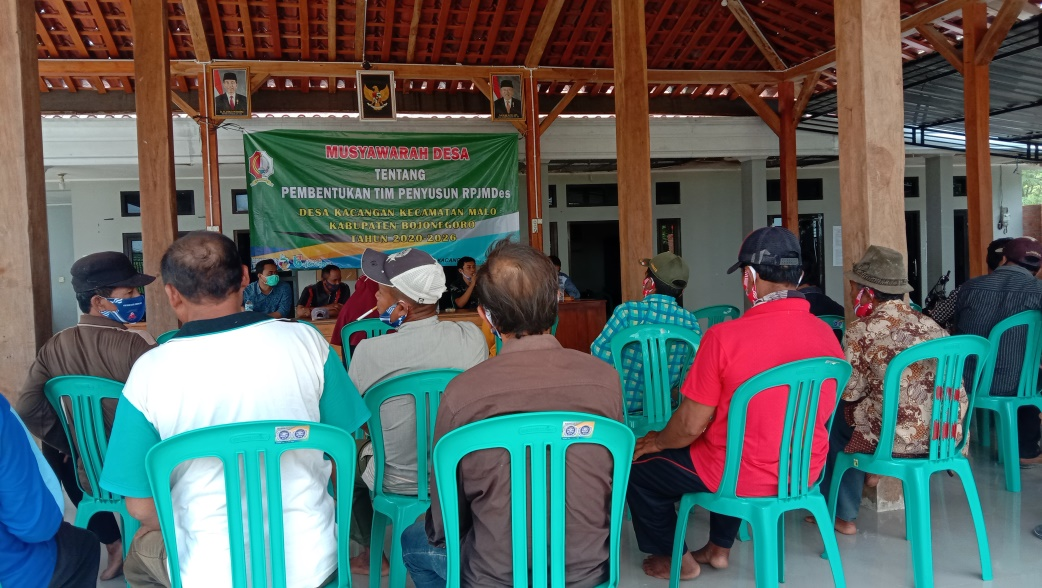 MUSYAWARAH DESA
TENTANG
PEMBENTUKAN TIM PENYUSUN RPJMDes
DESA KACANGAN KECAMATAN MALO
KABUPATEN BOJONEGORO
TAHUN 2020-2026